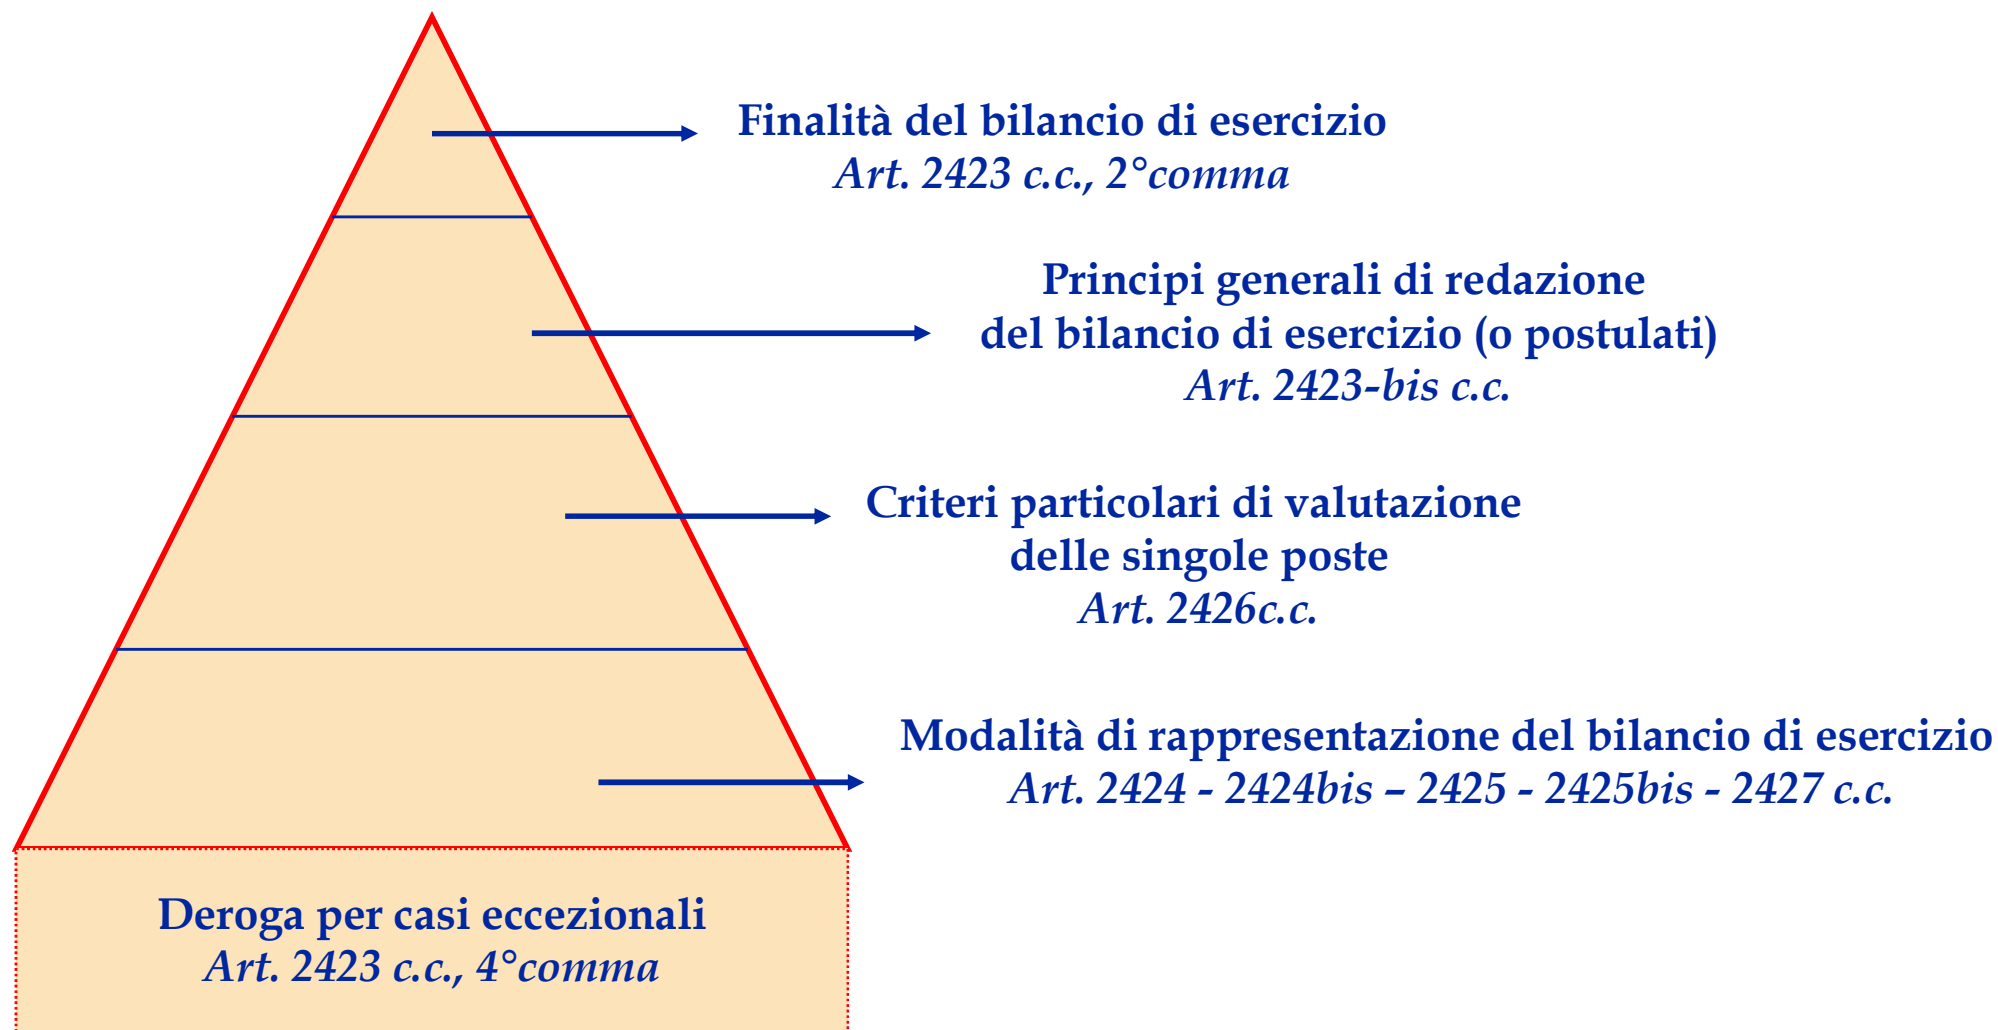 Finalità del bilancio di esercizio
Art. 2423 c.c., 2°comma
Principi generali di redazione
del bilancio di esercizio (o postulati)
Art. 2423-bis c.c.
Criteri particolari di valutazione
delle singole poste
Art. 2426c.c.
Modalità di rappresentazione del bilancio di esercizio
Art. 2424 - 2424bis – 2425 - 2425bis - 2427 c.c.
Deroga per casi eccezionali
Art. 2423 c.c., 4°comma